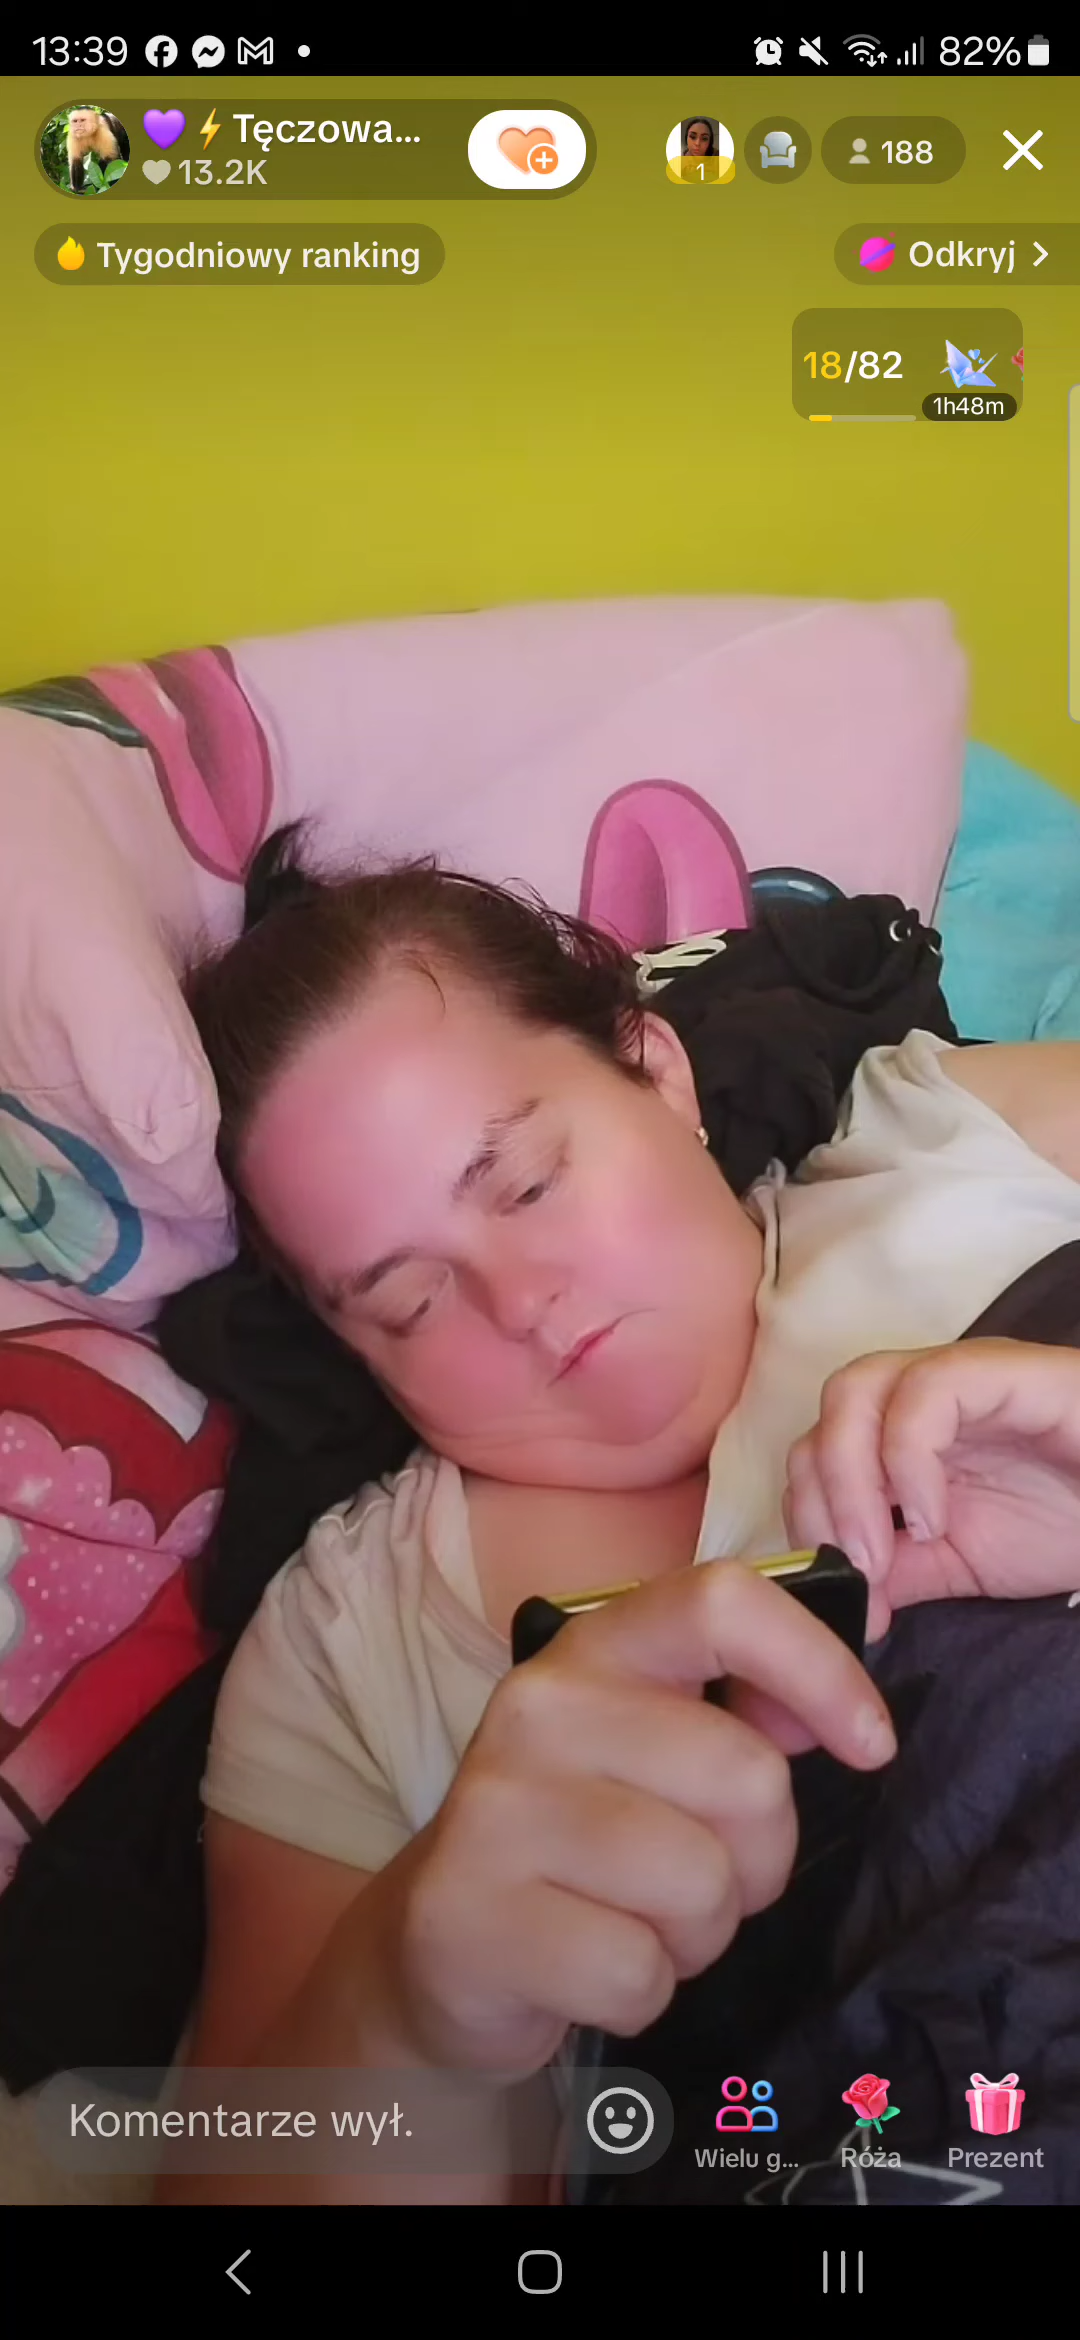 13:39
82%
💜⚡Tęczowa...
13.2K
1
188
Tygodniowy ranking
Odkryj >
18/82
1h48m
Komentarze wył.
Wielu g...
Róża
Prezent